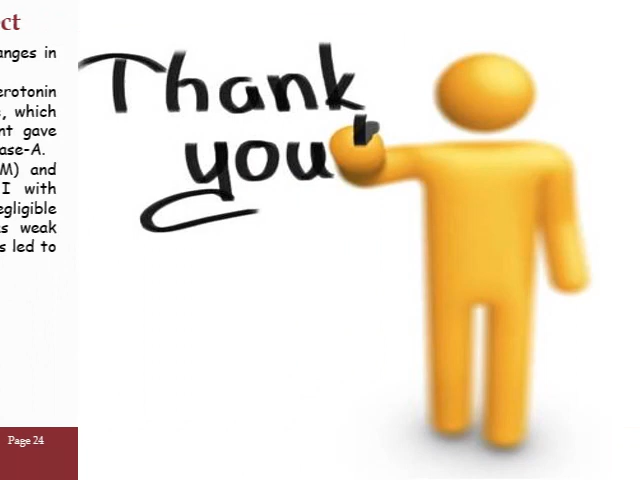 ct
anges in
erotonin
, which
nt gave
ase-A.
M) and
I with
egligible
s weak
s led to
Page 24
Thank
you